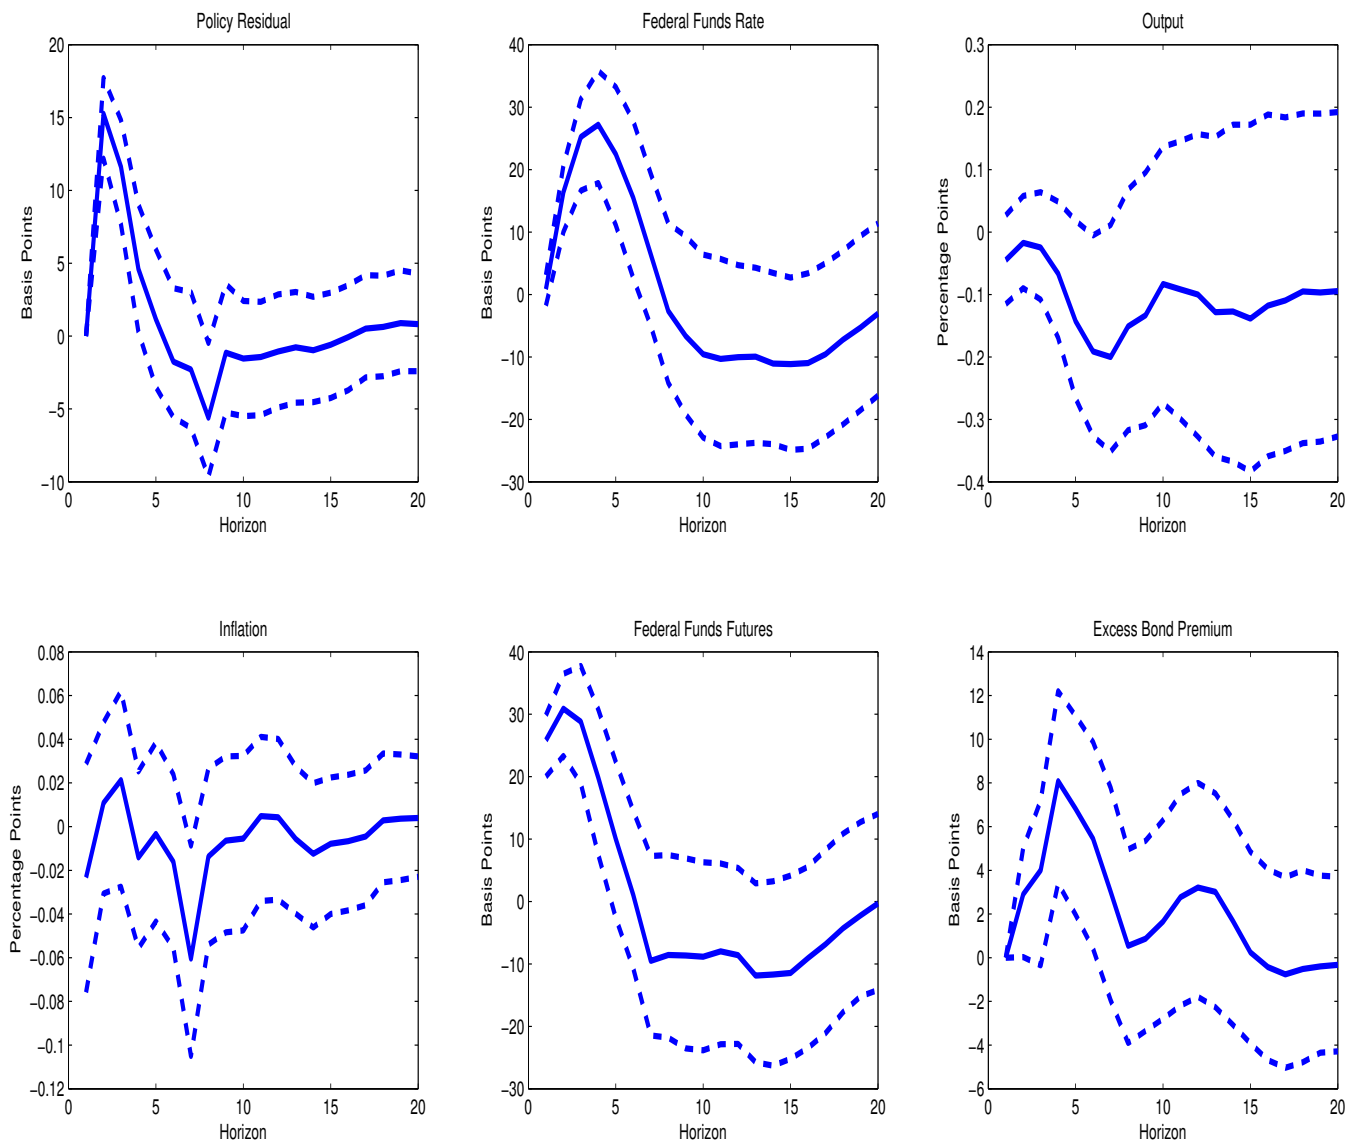 Policy Residual
Federal Funds Rate
Output
20
15
10
5
0
−5
−10
Basis Points
0 5 10 15 20
Horizon
40
30
20
10
0
−10
−20
−30
Basis Points
0 5 10 15 20
Horizon
0.3
0.2
0.1
0
−0.1
−0.2
−0.3
−0.4
Percentage Points
0 5 10 15 20
Horizon
Inflation
Federal Funds Futures
Excess Bond Premium
0.08
0.06
0.04
0.02
0
−0.02
−0.04
−0.06
−0.08
−0.1
−0.12
Percentage Points
0 5 10 15 20
Horizon
40
30
20
10
0
−10
−20
−30
Basis Points
0 5 10 15 20
Horizon
14
12
10
8
6
4
2
0
−2
−4
−6
Basis Points
0 5 10 15 20
Horizon